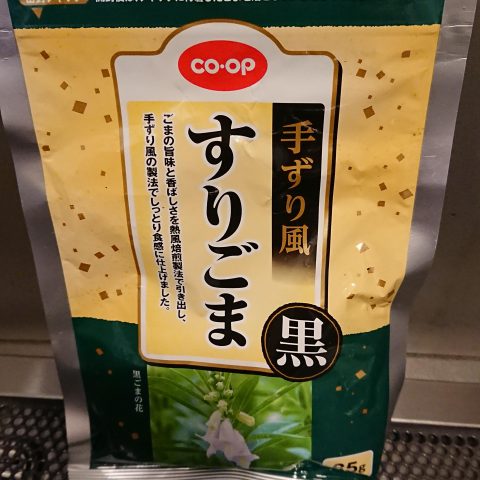 CO·OP
手ずり風
すりごま
ごまの旨味と香ばしさを熱風焙煎製法で引き出し、
手ずり風の製法でしっとり食感に仕上げました。
黒
黒ごまの花